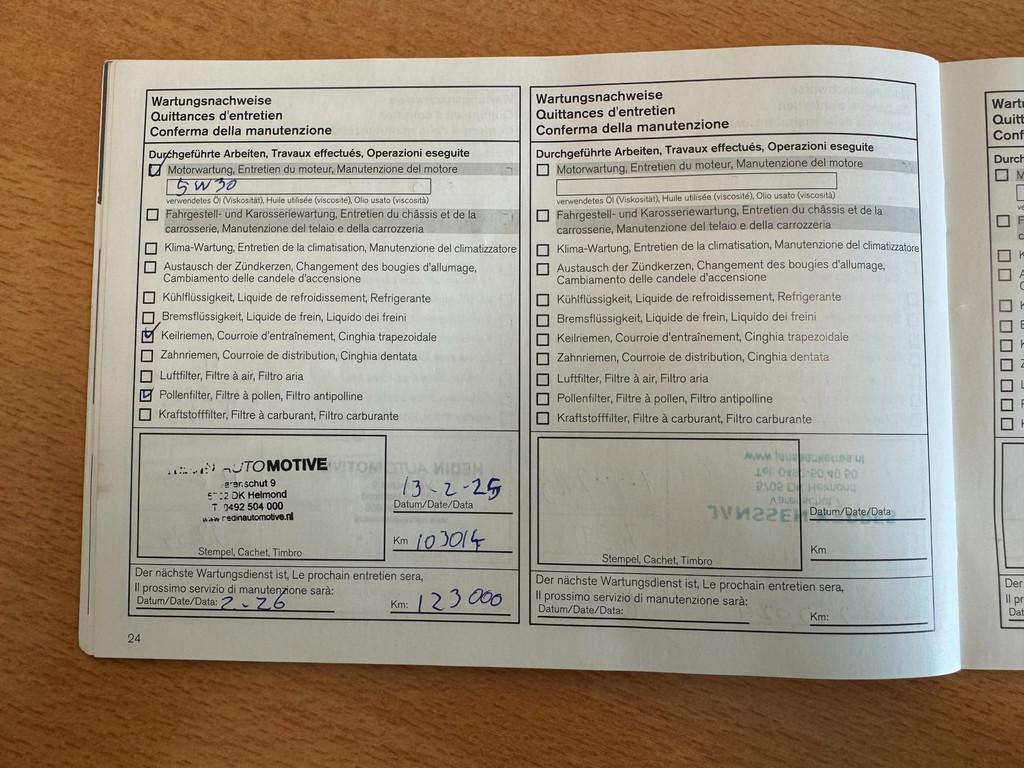 Wartungsnachweise
Quittances d'entretien
Conferma della manutenzione
Durchgeführte Arbeiten, Travaux effectués, Operazioni eseguite
Motorwartung, Entretien du moteur, Manutenzione del motore
5W30
verwendetes Öl (Viskosität), Huile utilisée (viscosité), Olio usato (viscosità)
Fahrgestell- und Karosseriewartung, Entretien du châssis et de la
carrosserie, Manutenzione del telaio e della carrozzeria
Klima-Wartung, Entretien de la climatisation, Manutenzione del climatizzatore
Austausch der Zündkerzen, Changement des bougies d'allumage,
Cambiamento delle candele d'accensione
Kühlflüssigkeit, Liquide de refroidissement, Refrigerante
Bremsflüssigkeit, Liquide de frein, Liquido dei freini
Keilriemen, Courroie d'entraînement, Cinghia trapezoidale
Zahnriemen, Courroie de distribution, Cinghia dentata
Luftfilter, Filtre à air, Filtro aria
Pollenfilter, Filtre à pollen, Filtro antipolline
Kraftstofffilter, Filtre à carburant, Filtro carburante
AUTOMOTIVE
schut 9
DK Helmond
T. 0492 504 000
13-2-25
Datum/Date/Data
Km 103014
Stempel, Cachet, Timbro
Der nächste Wartungsdienst ist, Le prochain entretien sera,
Il prossimo servizio di manutenzione sarà:
Datum/Date/Data: 2-26 Km: 123000
24
Wartungsnachweise
Quittances d'entretien
Conferma della manutenzione
Durchgeführte Arbeiten, Travaux effectués, Operazioni eseguite
Motorwartung, Entretien du moteur, Manutenzione del motore
verwendetes Öl (Viskosität), Huile utilisée (viscosité), Olio usato (viscosità)
Fahrgestell- und Karosseriewartung, Entretien du châssis et de la
carrosserie, Manutenzione del telaio e della carrozzeria
Klima-Wartung, Entretien de la climatisation, Manutenzione del climatizzatore
Austausch der Zündkerzen, Changement des bougies d'allumage,
Cambiamento delle candele d'accensione
Kühlflüssigkeit, Liquide de refroidissement, Refrigerante
Bremsflüssigkeit, Liquide de frein, Liquido dei freini
Keilriemen, Courroie d'entraînement, Cinghia trapezoidale
Zahnriemen, Courroie de distribution, Cinghia dentata
Luftfilter, Filtre à air, Filtro aria
Pollenfilter, Filtre à pollen, Filtro antipolline
Kraftstofffilter, Filtre à carburant, Filtro carburante
Datum/Date/Data
Km
Stempel, Cachet, Timbro
Der nächste Wartungsdienst ist, Le prochain entretien sera,
Il prossimo servizio di manutenzione sarà:
Datum/Date/Data: Km: